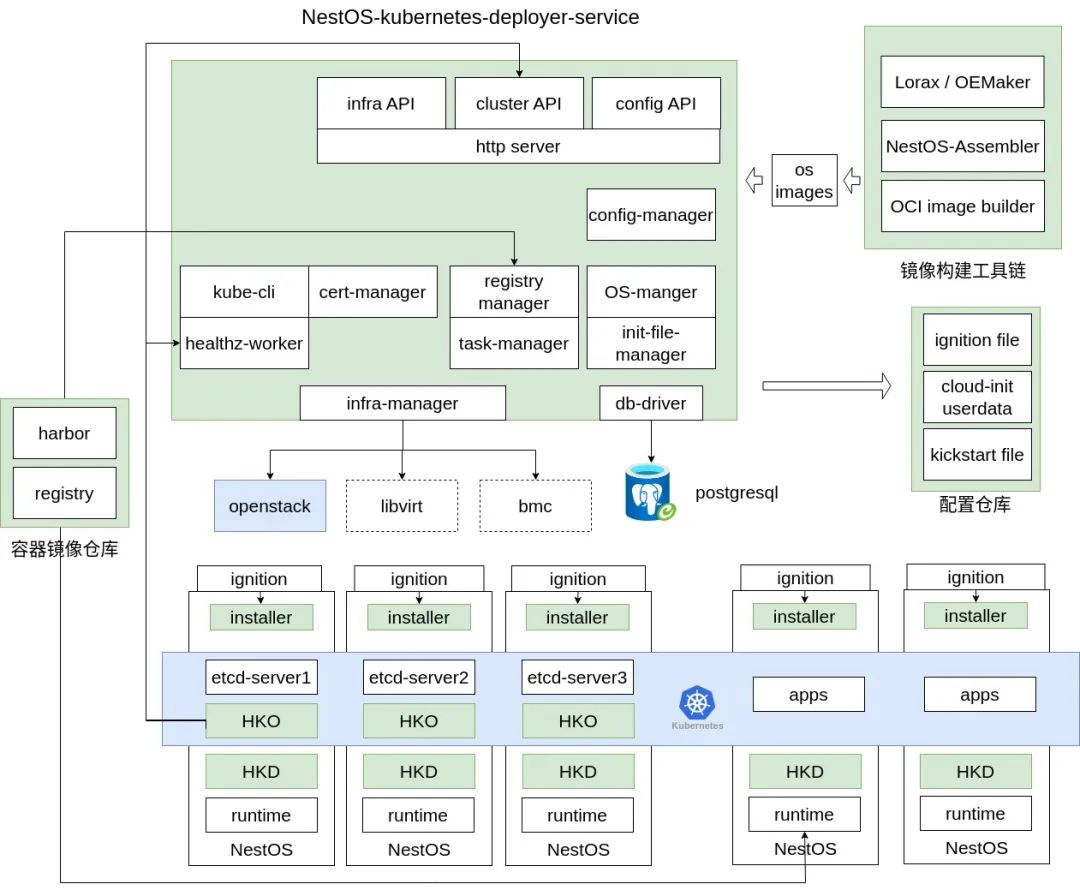 NestOS-kubernetes-deployer-service
infra API
cluster API
config API
http server
config-manager
kube-cli
cert-manager
healthz-worker
registry
manager
task-manager
OS-manger
init-file-
manager
infra-manager
db-driver
openstack
libvirt
bmc
postgresql
os
images
Lorax / OEMaker
NestOS-Assembler
OCI image builder
镜像构建工具链
ignition file
cloud-init
userdata
kickstart file
配置仓库
harbor
registry
容器镜像仓库
ignition
installer
etcd-server1
HKO
HKD
runtime
NestOS
ignition
installer
etcd-server2
HKO
HKD
runtime
NestOS
ignition
installer
etcd-server3
HKO
HKD
runtime
NestOS
Kubernetes
ignition
installer
apps
HKD
runtime
NestOS
ignition
installer
apps
HKD
runtime
NestOS